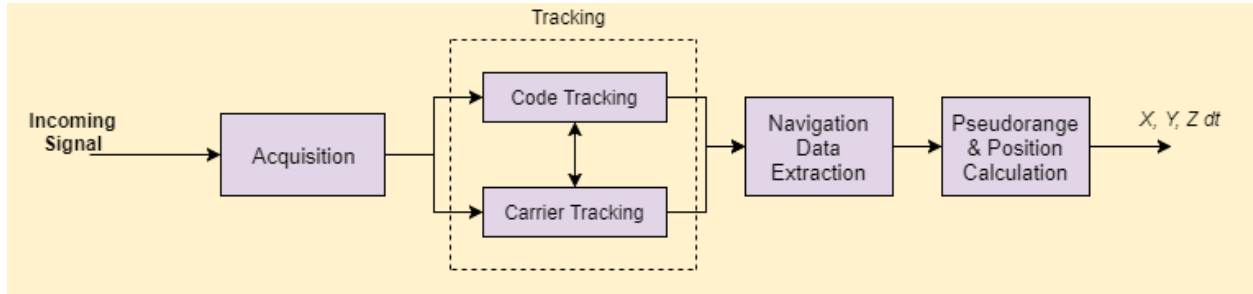 Tracking
Incoming
Signal
Acquisition
Code Tracking
Carrier Tracking
Navigation
Data
Extraction
Pseudorange
& Position
Calculation
X, Y, Z dt